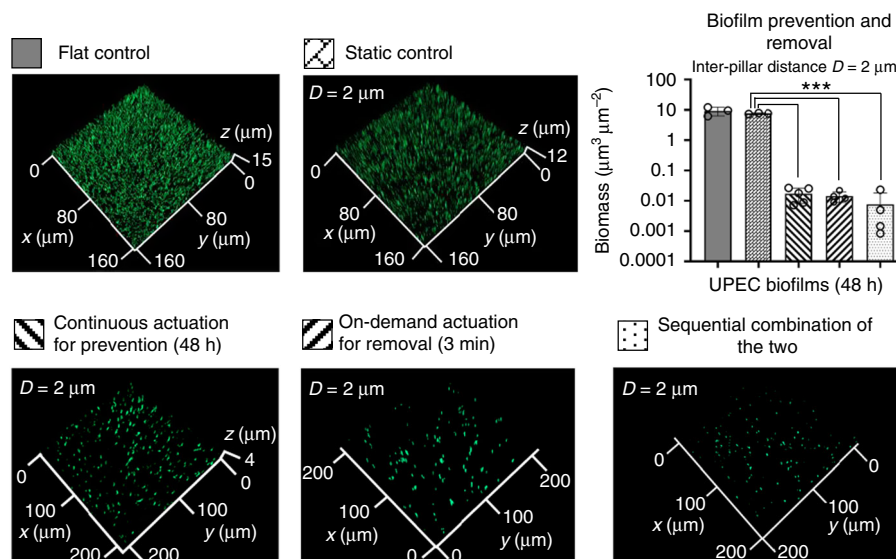 Flat control
z (μm)
15
0
0
80
80
x (μm)
y (μm)
160
160
Static control
D = 2 μm
z (μm)
12
0
0
80
80
x (μm)
y (μm)
160
160
Biofilm prevention and
removal
Inter-pillar distance D = 2 μm
***
100
10
1
0.1
0.01
0.001
0.0001
Biomass (μm³ μm⁻²)
UPEC biofilms (48 h)
Continuous actuation
for prevention (48 h)
D = 2 μm
z (μm)
4
0
0
100
100
x (μm)
y (μm)
200
200
On-demand actuation
for removal (3 min)
D = 2 μm
200
200
100
100
x (μm)
y (μm)
0
0
Sequential combination of
the two
D = 2 μm
0
0
100
100
x (μm)
y (μm)
200
200